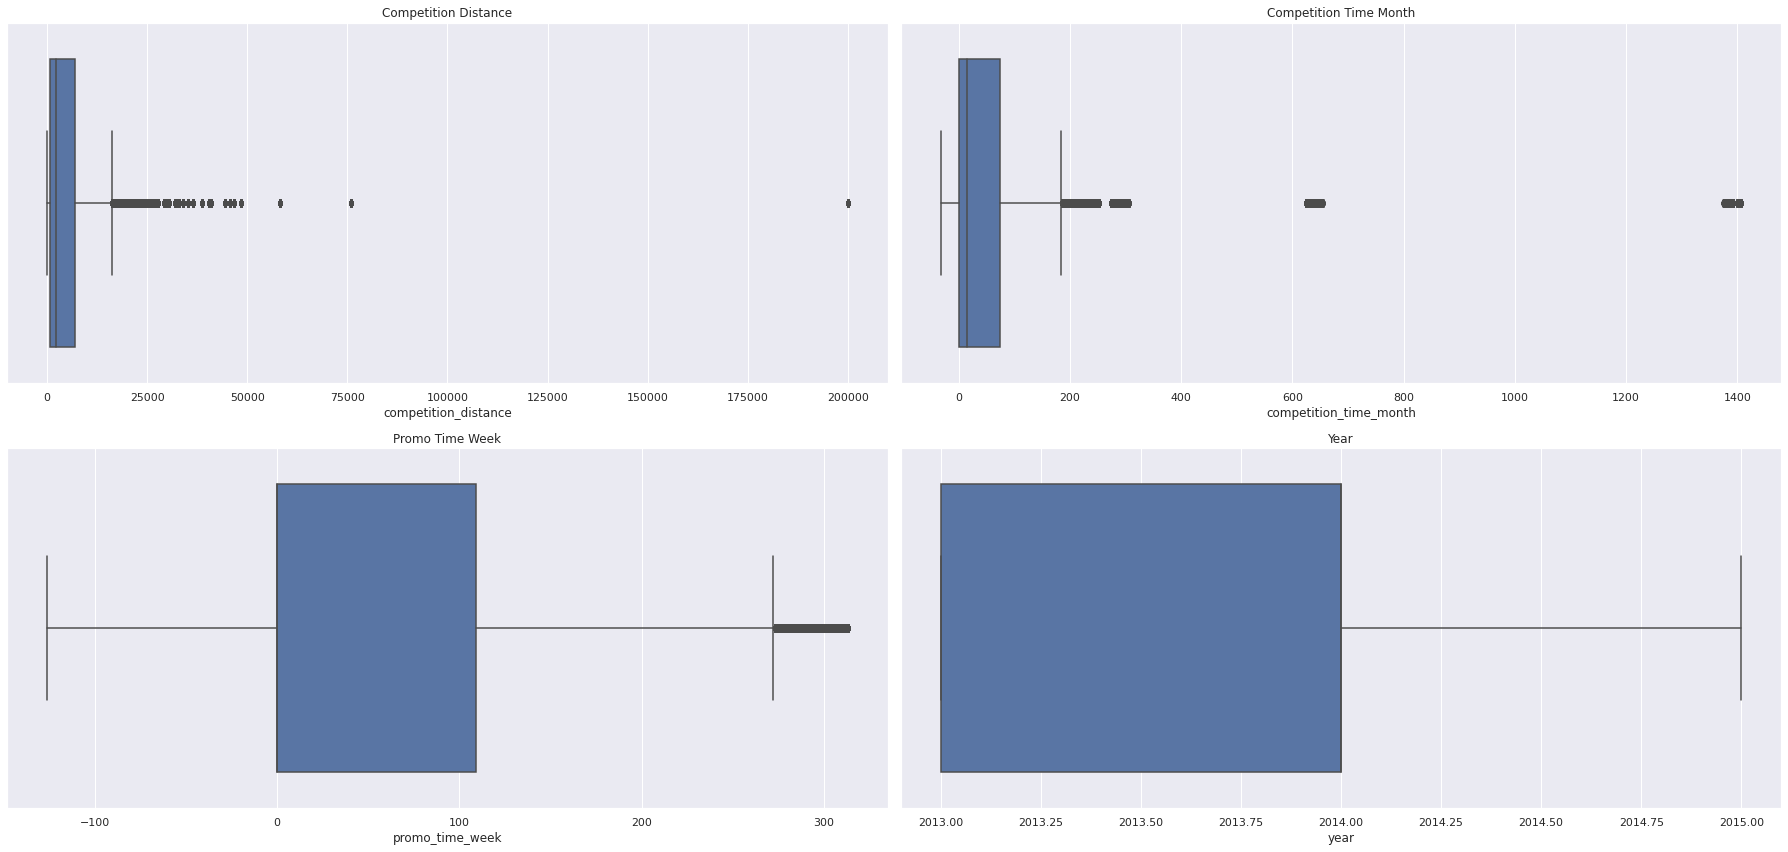 Competition Distance
0 25000 50000 75000 100000 125000 150000 175000 200000
competition_distance
Competition Time Month
0 200 400 600 800 1000 1200 1400
competition_time_month
Promo Time Week
−100 0 100 200 300
promo_time_week
Year
2013.00 2013.25 2013.50 2013.75 2014.00 2014.25 2014.50 2014.75 2015.00
year